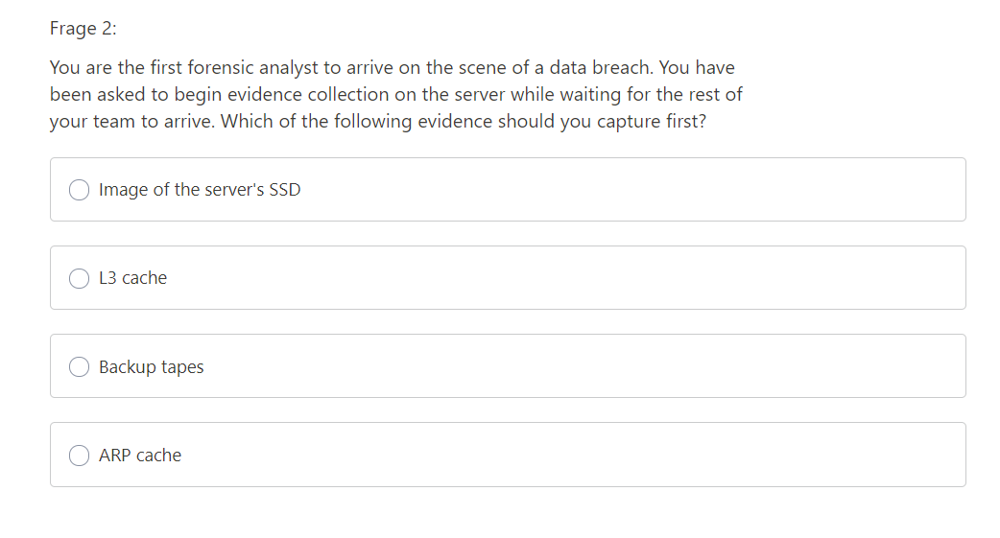 Frage 2:
You are the first forensic analyst to arrive on the scene of a data breach. You have
been asked to begin evidence collection on the server while waiting for the rest of
your team to arrive. Which of the following evidence should you capture first?
Image of the server's SSD
L3 cache
Backup tapes
ARP cache